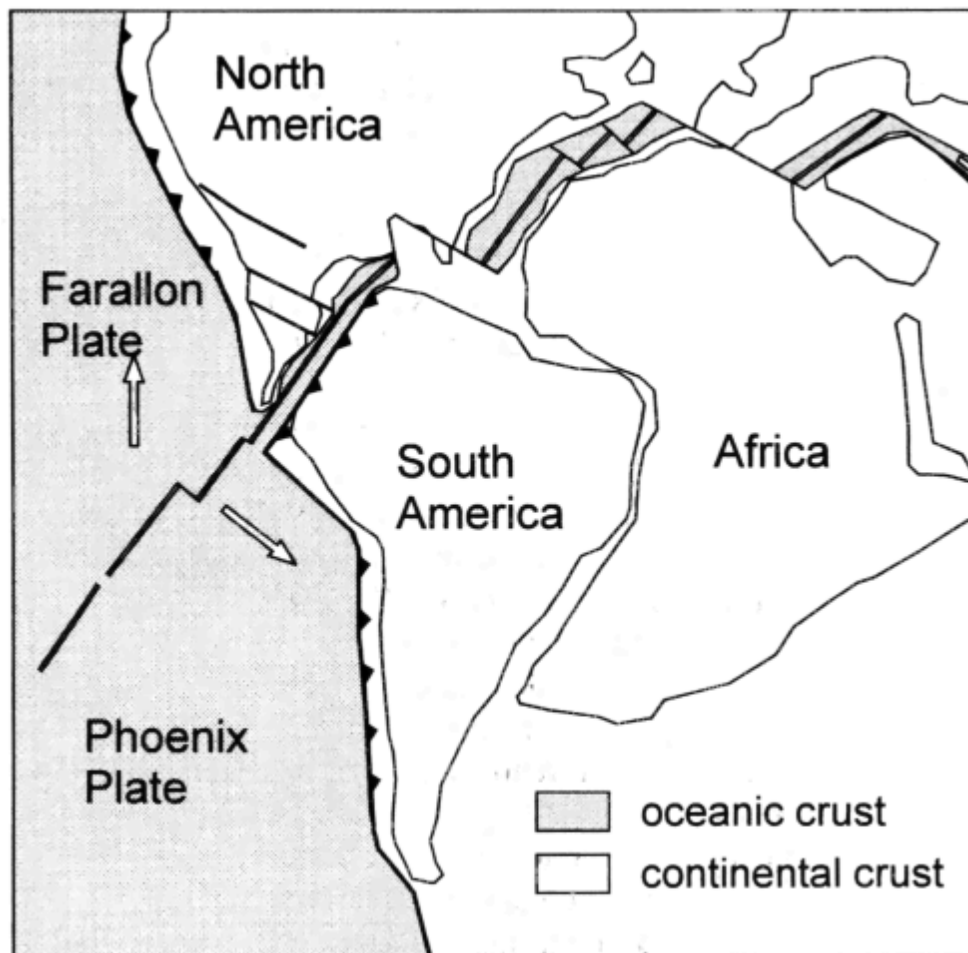 North
America
Farallon
Plate
South
America
Africa
Phoenix
Plate
oceanic crust
continental crust